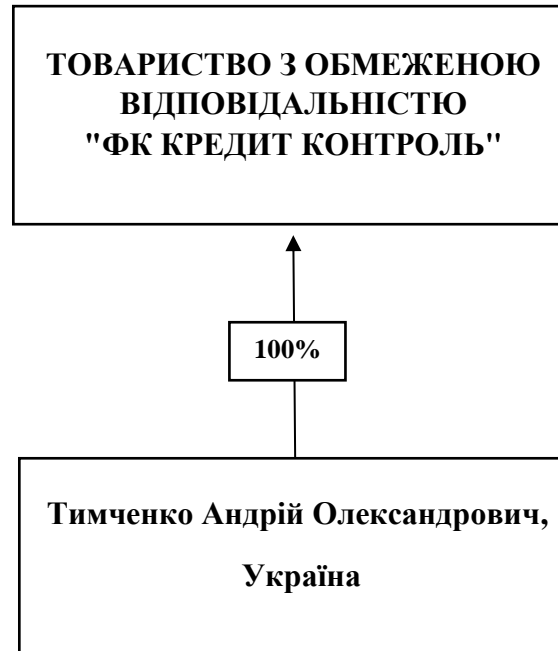 ТОВАРИСТВО З ОБМЕЖЕНОЮ
ВІДПОВІДАЛЬНІСТЮ
"ФК КРЕДИТ КОНТРОЛЬ"
100%
Тимченко Андрій Олександрович,
Україна